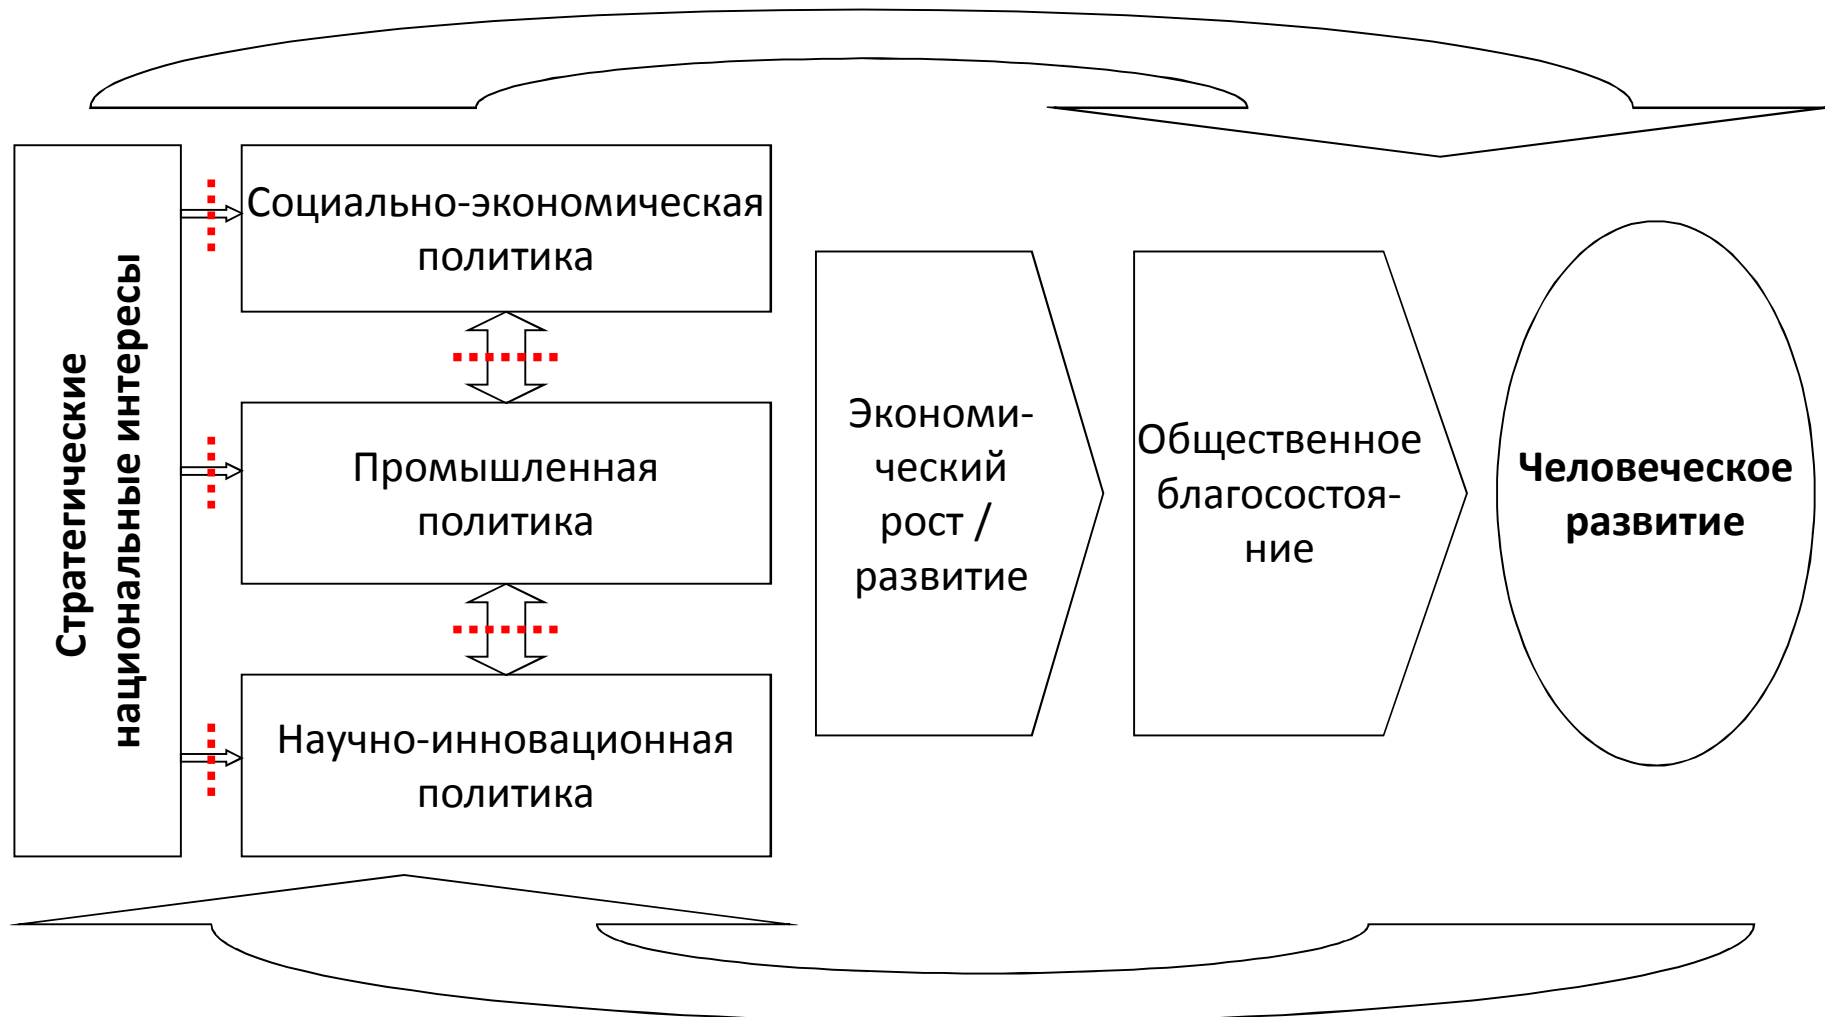 Стратегические
национальные интересы
Социально-экономическая
политика
Промышленная
политика
Научно-инновационная
политика
Экономи-
ческий
рост /
развитие
Общественное
благосостоя-
ние
Человеческое
развитие